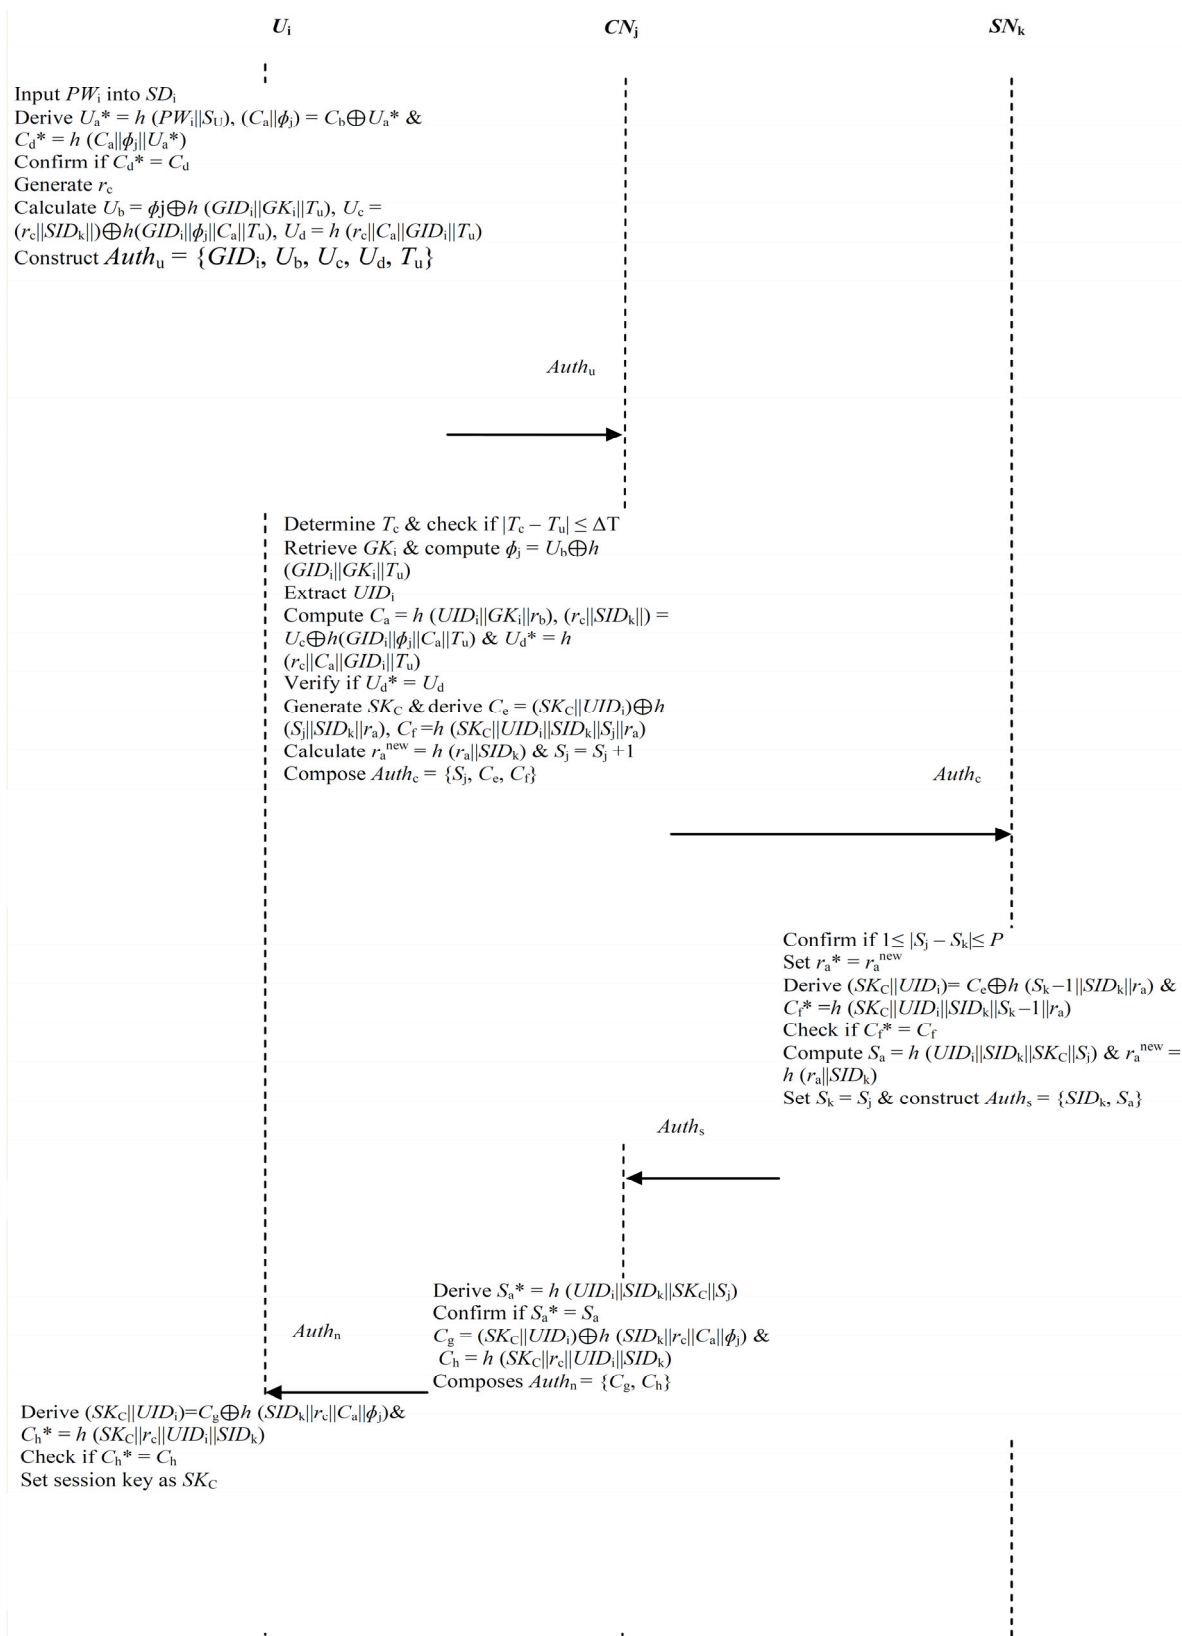 Ui CNj SNk
Input PWi into SDi
Derive Ua* = h (PWi||SU), (Ca||ϕj) = Cb⊕Ua* &
Cd* = h (Ca||ϕj||Ua*)
Confirm if Cd* = Cd
Generate rc
Calculate Ub = ϕj⊕h (GIDi||GKi||Tu), Uc =
(rc||SIDk||)⊕h(GIDi||ϕj||Ca||Tu), Ud = h (rc||Ca||GIDi||Tu)
Construct Authu = {GIDi, Ub, Uc, Ud, Tu}
Authu
Determine Tc & check if |Tc − Tu| ≤ ΔT
Retrieve GKi & compute ϕj = Ub⊕h
(GIDi||GKi||Tu)
Extract UIDi
Compute Ca = h (UIDi||GKi||rb), (rc||SIDk||) =
Uc⊕h(GIDi||ϕj||Ca||Tu) & Ud* = h
(rc||Ca||GIDi||Tu)
Verify if Ud* = Ud
Generate SKC & derive Ce = (SKC||UIDi)⊕h
(Sj||SIDk||ra), Cf =h (SKC||UIDi||SIDk||Sj||ra)
Calculate ra^new = h (ra||SIDk) & Sj = Sj +1
Compose Authc = {Sj, Ce, Cf}
Authc
Confirm if 1≤ |Sj − Sk|≤ P
Set ra* = ra^new
Derive (SKC||UIDi)= Ce⊕h (Sk−1||SIDk||ra) &
Cf* =h (SKC||UIDi||SIDk||Sk−1||ra)
Check if Cf* = Cf
Compute Sa = h (UIDi||SIDk||SKC||Sj) & ra^new =
h (ra||SIDk)
Set Sk = Sj & construct Auths = {SIDk, Sa}
Auths
Derive Sa* = h (UIDi||SIDk||SKC||Sj)
Confirm if Sa* = Sa
Cg = (SKC||UIDi)⊕h (SIDk||rc||Ca||ϕj) &
Ch = h (SKC||rc||UIDi||SIDk)
Composes Authn = {Cg, Ch}
Authn
Derive (SKC||UIDi)=Cg⊕h (SIDk||rc||Ca||ϕj)&
Ch* = h (SKC||rc||UIDi||SIDk)
Check if Ch* = Ch
Set session key as SKC